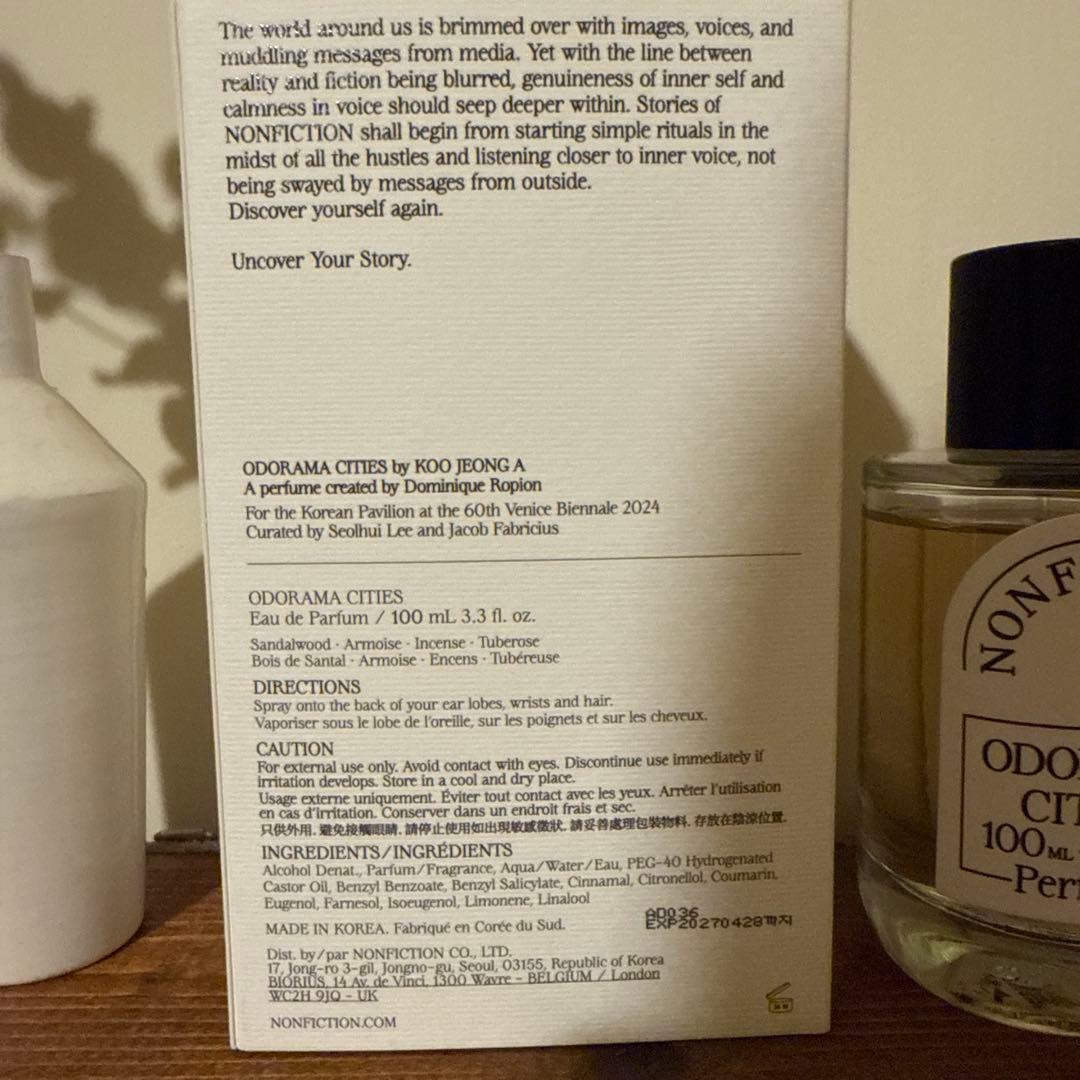 The world around us is brimmed over with images, voices, and
muddling messages from media. Yet with the line between
reality and fiction being blurred, genuineness of inner self and
calmness in voice should seep deeper within. Stories of
NONFICTION shall begin from starting simple rituals in the
midst of all the hustles and listening closer to inner voice, not
being swayed by messages from outside.
Discover yourself again.
Uncover Your Story.
ODORAMA CITIES by KOO JEONG A
A perfume created by Dominique Ropion
For the Korean Pavilion at the 60th Venice Biennale 2024
Curated by Seolhui Lee and Jacob Fabricius
ODORAMA CITIES
Eau de Parfum / 100 mL 3.3 fl. oz.
Sandalwood · Armoise · Incense · Tuberose
Bois de Santal · Armoise · Encens · Tubéreuse
DIRECTIONS
Spray onto the back of your ear lobes, wrists and hair.
Vaporiser sous le lobe de l'oreille, sur les poignets et sur les cheveux.
CAUTION
For external use only. Avoid contact with eyes. Discontinue use immediately if
irritation develops. Store in a cool and dry place.
Usage externe uniquement. Éviter tout contact avec les yeux. Arrêter l'utilisation
en cas d'irritation. Conserver dans un endroit frais et sec.
只供外用. 避免接觸眼睛. 請停止使用如出現敏感徵狀. 請妥善處理包裝物料. 存放在陰涼位置.
INGREDIENTS/INGRÉDIENTS
Alcohol Denat., Parfum/Fragrance, Aqua/Water/Eau, PEG-40 Hydrogenated
Castor Oil, Benzyl Benzoate, Benzyl Salicylate, Cinnamal, Citronellol, Coumarin,
Eugenol, Farnesol, Isoeugenol, Limonene, Linalool
MADE IN KOREA. Fabriqué en Corée du Sud.
AD036
EXP20270428까지
Dist. by/par NONFICTION CO., LTD.
17, Jong-ro 3-gil, Jongno-gu, Seoul, 03155, Republic of Korea
BIORIUS, 14 Av. de Vinci, 1300 Wavre - BELGIUM / London
WC2H 9JQ - UK
NONFICTION.COM
NONF
ODO
CIT
100ML
Per